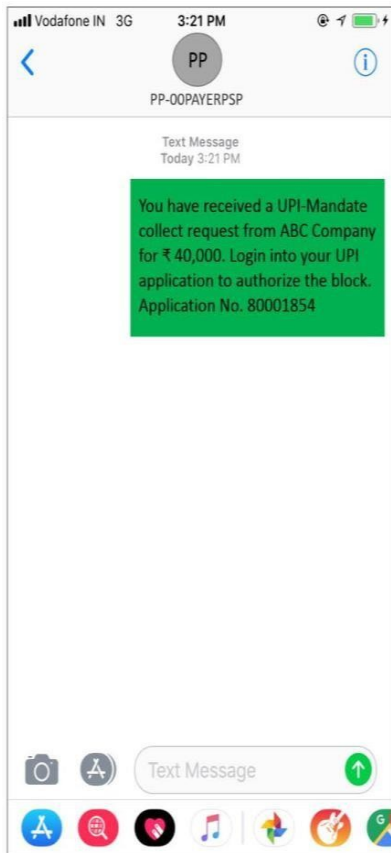 Vodafone IN 3G 3:21 PM
PP
PP-OOPAYERPSP
Text Message
Today 3:21 PM
You have received a UPI-Mandate
collect request from ABC Company
for ₹ 40,000. Login into your UPI
application to authorize the block.
Application No. 80001854
Text Message